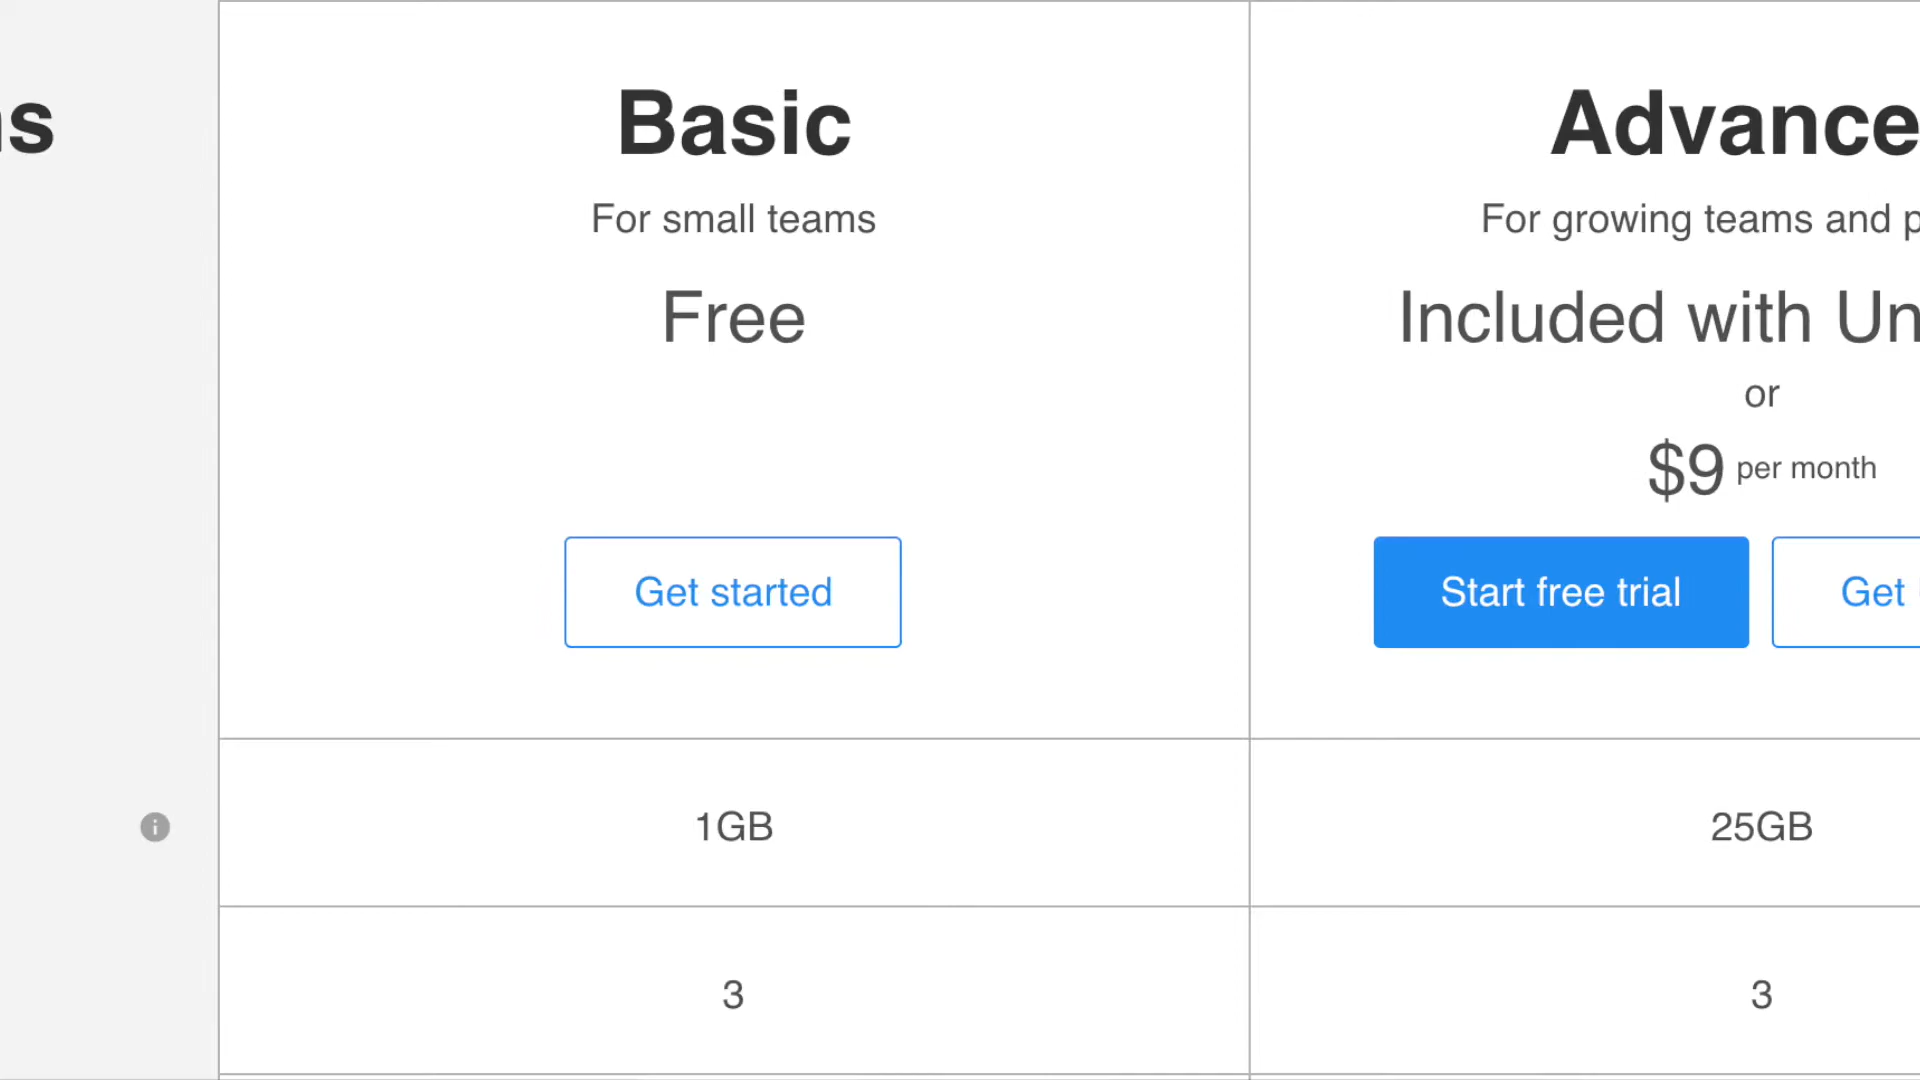 Basic
For small teams
Free
Get started
Advance
For growing teams and p
Included with Un
or
$9 per month
Start free trial
Get
1GB
25GB
3
3